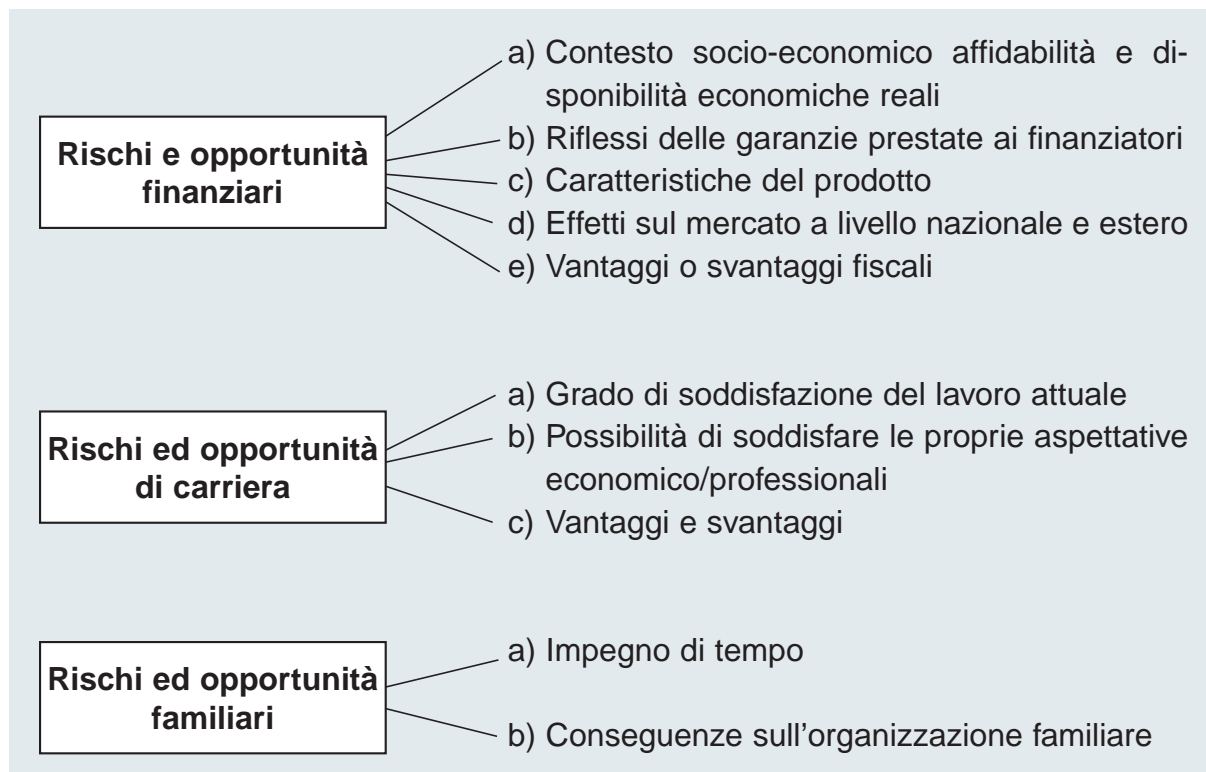 Rischi e opportunità
finanziari
a) Contesto socio-economico affidabilità e di-
sponibilità economiche reali
b) Riflessi delle garanzie prestate ai finanziatori
c) Caratteristiche del prodotto
d) Effetti sul mercato a livello nazionale e estero
e) Vantaggi o svantaggi fiscali
Rischi ed opportunità
di carriera
a) Grado di soddisfazione del lavoro attuale
b) Possibilità di soddisfare le proprie aspettative
economico/professionali
c) Vantaggi e svantaggi
Rischi ed opportunità
familiari
a) Impegno di tempo
b) Conseguenze sull'organizzazione familiare